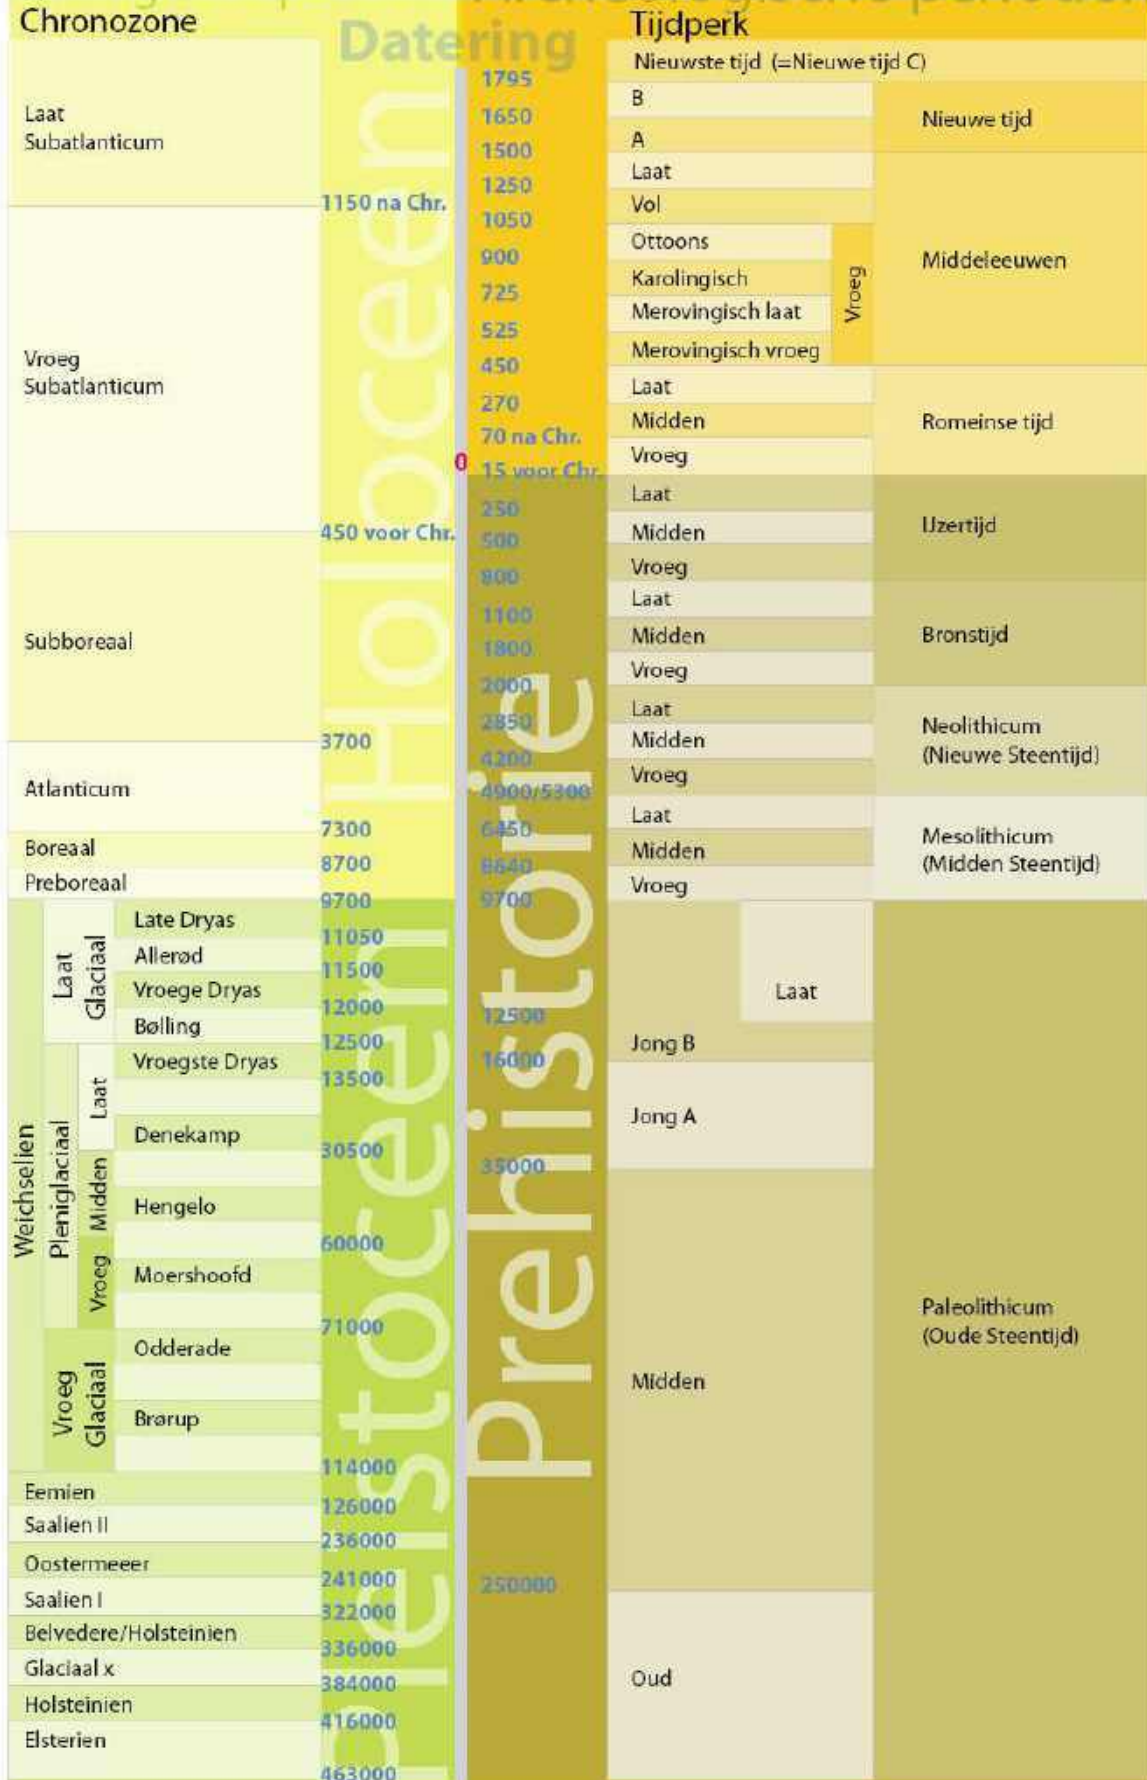 Chronozone
Datering
Tijdperk
Laat
Subatlanticum
1150 na Chr.
Vroeg
Subatlanticum
450 voor Chr.
Subboreaal
3700
Atlanticum
7300
Boreaal
8700
Preboreaal
9700
Weichselien
Laat
Glaciaal
Late Dryas
11050
Allerød
11500
Vroege Dryas
12000
Bølling
12500
Pleniglaciaal
Laat
Vroegste Dryas
13500
Denekamp
30500
Midden
Hengelo
60000
Vroeg
Moershoofd
71000
Vroeg
Glaciaal
Odderade
Brørup
114000
Eemien
126000
Saalien II
236000
Oostermeeer
241000
Saalien I
322000
Belvedere/Holsteinien
336000
Glaciaal x
384000
Holsteinien
416000
Elsterien
463000
Holoceen
Pleistoceen
Prehistorie
0
1795
1650
1500
1250
1050
900
725
525
450
270
70 na Chr.
15 voor Chr.
250
500
800
1100
1800
2000
2850
4200
4900/5300
6450
8640
9700
12500
16000
35000
250000
Nieuwste tijd (=Nieuwe tijd C)
B
A
Nieuwe tijd
Laat
Vol
Ottoons
Karolingisch
Merovingisch laat
Merovingisch vroeg
Vroeg
Middeleeuwen
Laat
Midden
Vroeg
Romeinse tijd
Laat
Midden
Vroeg
IJzertijd
Laat
Midden
Vroeg
Bronstijd
Laat
Midden
Vroeg
Neolithicum
(Nieuwe Steentijd)
Laat
Midden
Vroeg
Mesolithicum
(Midden Steentijd)
Laat
Jong B
Jong A
Midden
Oud
Paleolithicum
(Oude Steentijd)